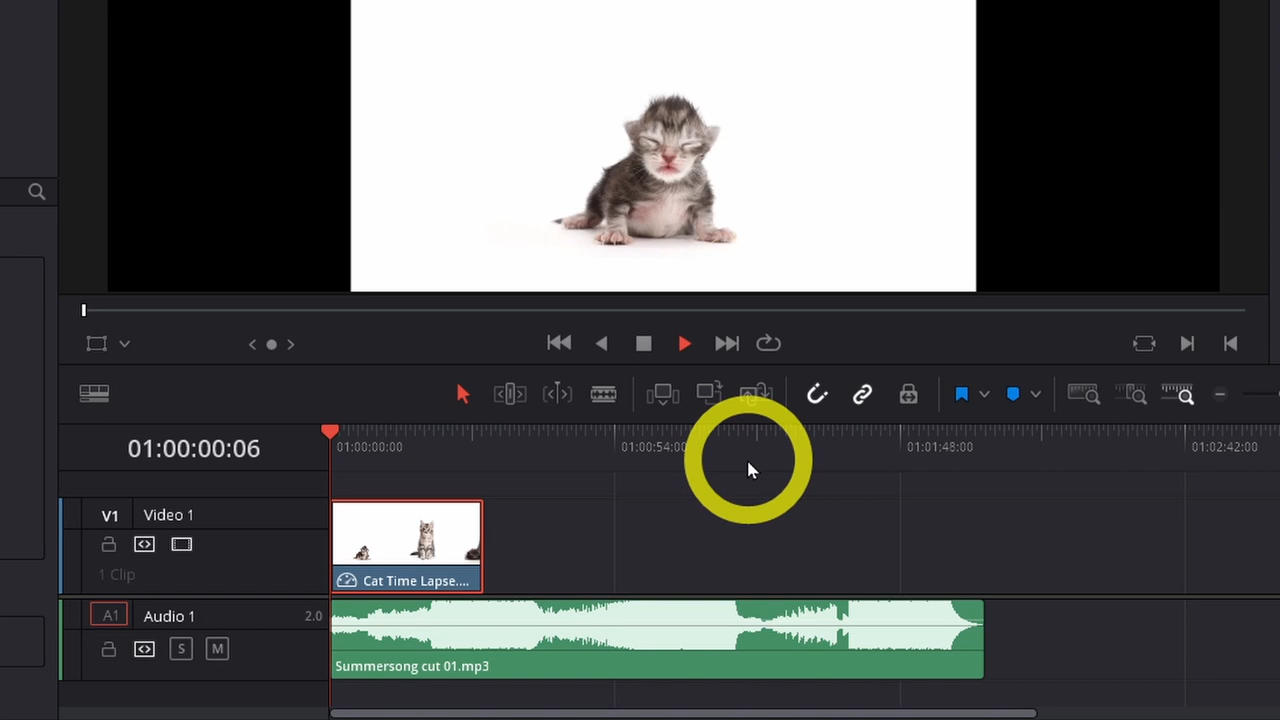 01:00:00:06
01:00:00:00
01:00:54:00
01:01:48:00
01:02:42:00
V1 Video 1
1 Clip
Cat Time Lapse....
A1 Audio 1 2.0
S M
Summersong cut 01.mp3